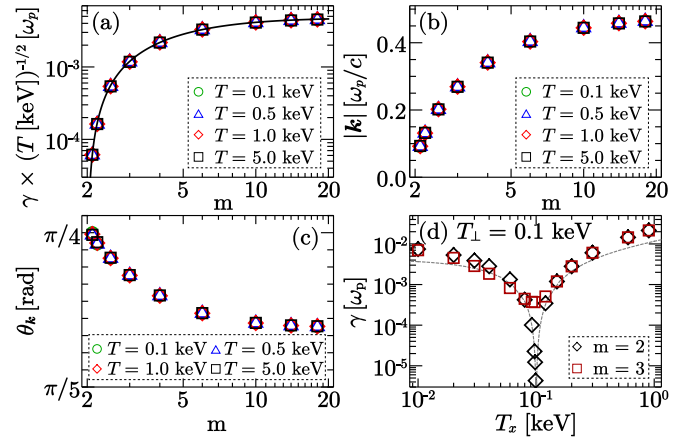 (a)
γ × (T [keV])^-1/2 [ω_p]
10^-3
10^-4
T = 0.1 keV
T = 0.5 keV
T = 1.0 keV
T = 5.0 keV
2 5 10 20
m
(b)
|k| [ω_p/c]
0.4
0.2
0.0
T = 0.1 keV
T = 0.5 keV
T = 1.0 keV
T = 5.0 keV
2 5 10 20
m
(c)
θ_k [rad]
π/4
π/5
T = 0.1 keV T = 0.5 keV
T = 1.0 keV T = 5.0 keV
2 5 10 20
m
(d) T_⊥ = 0.1 keV
γ [ω_p]
10^-2
10^-3
10^-4
10^-5
m = 2
m = 3
10^-2 10^-1 10^0
T_x [keV]